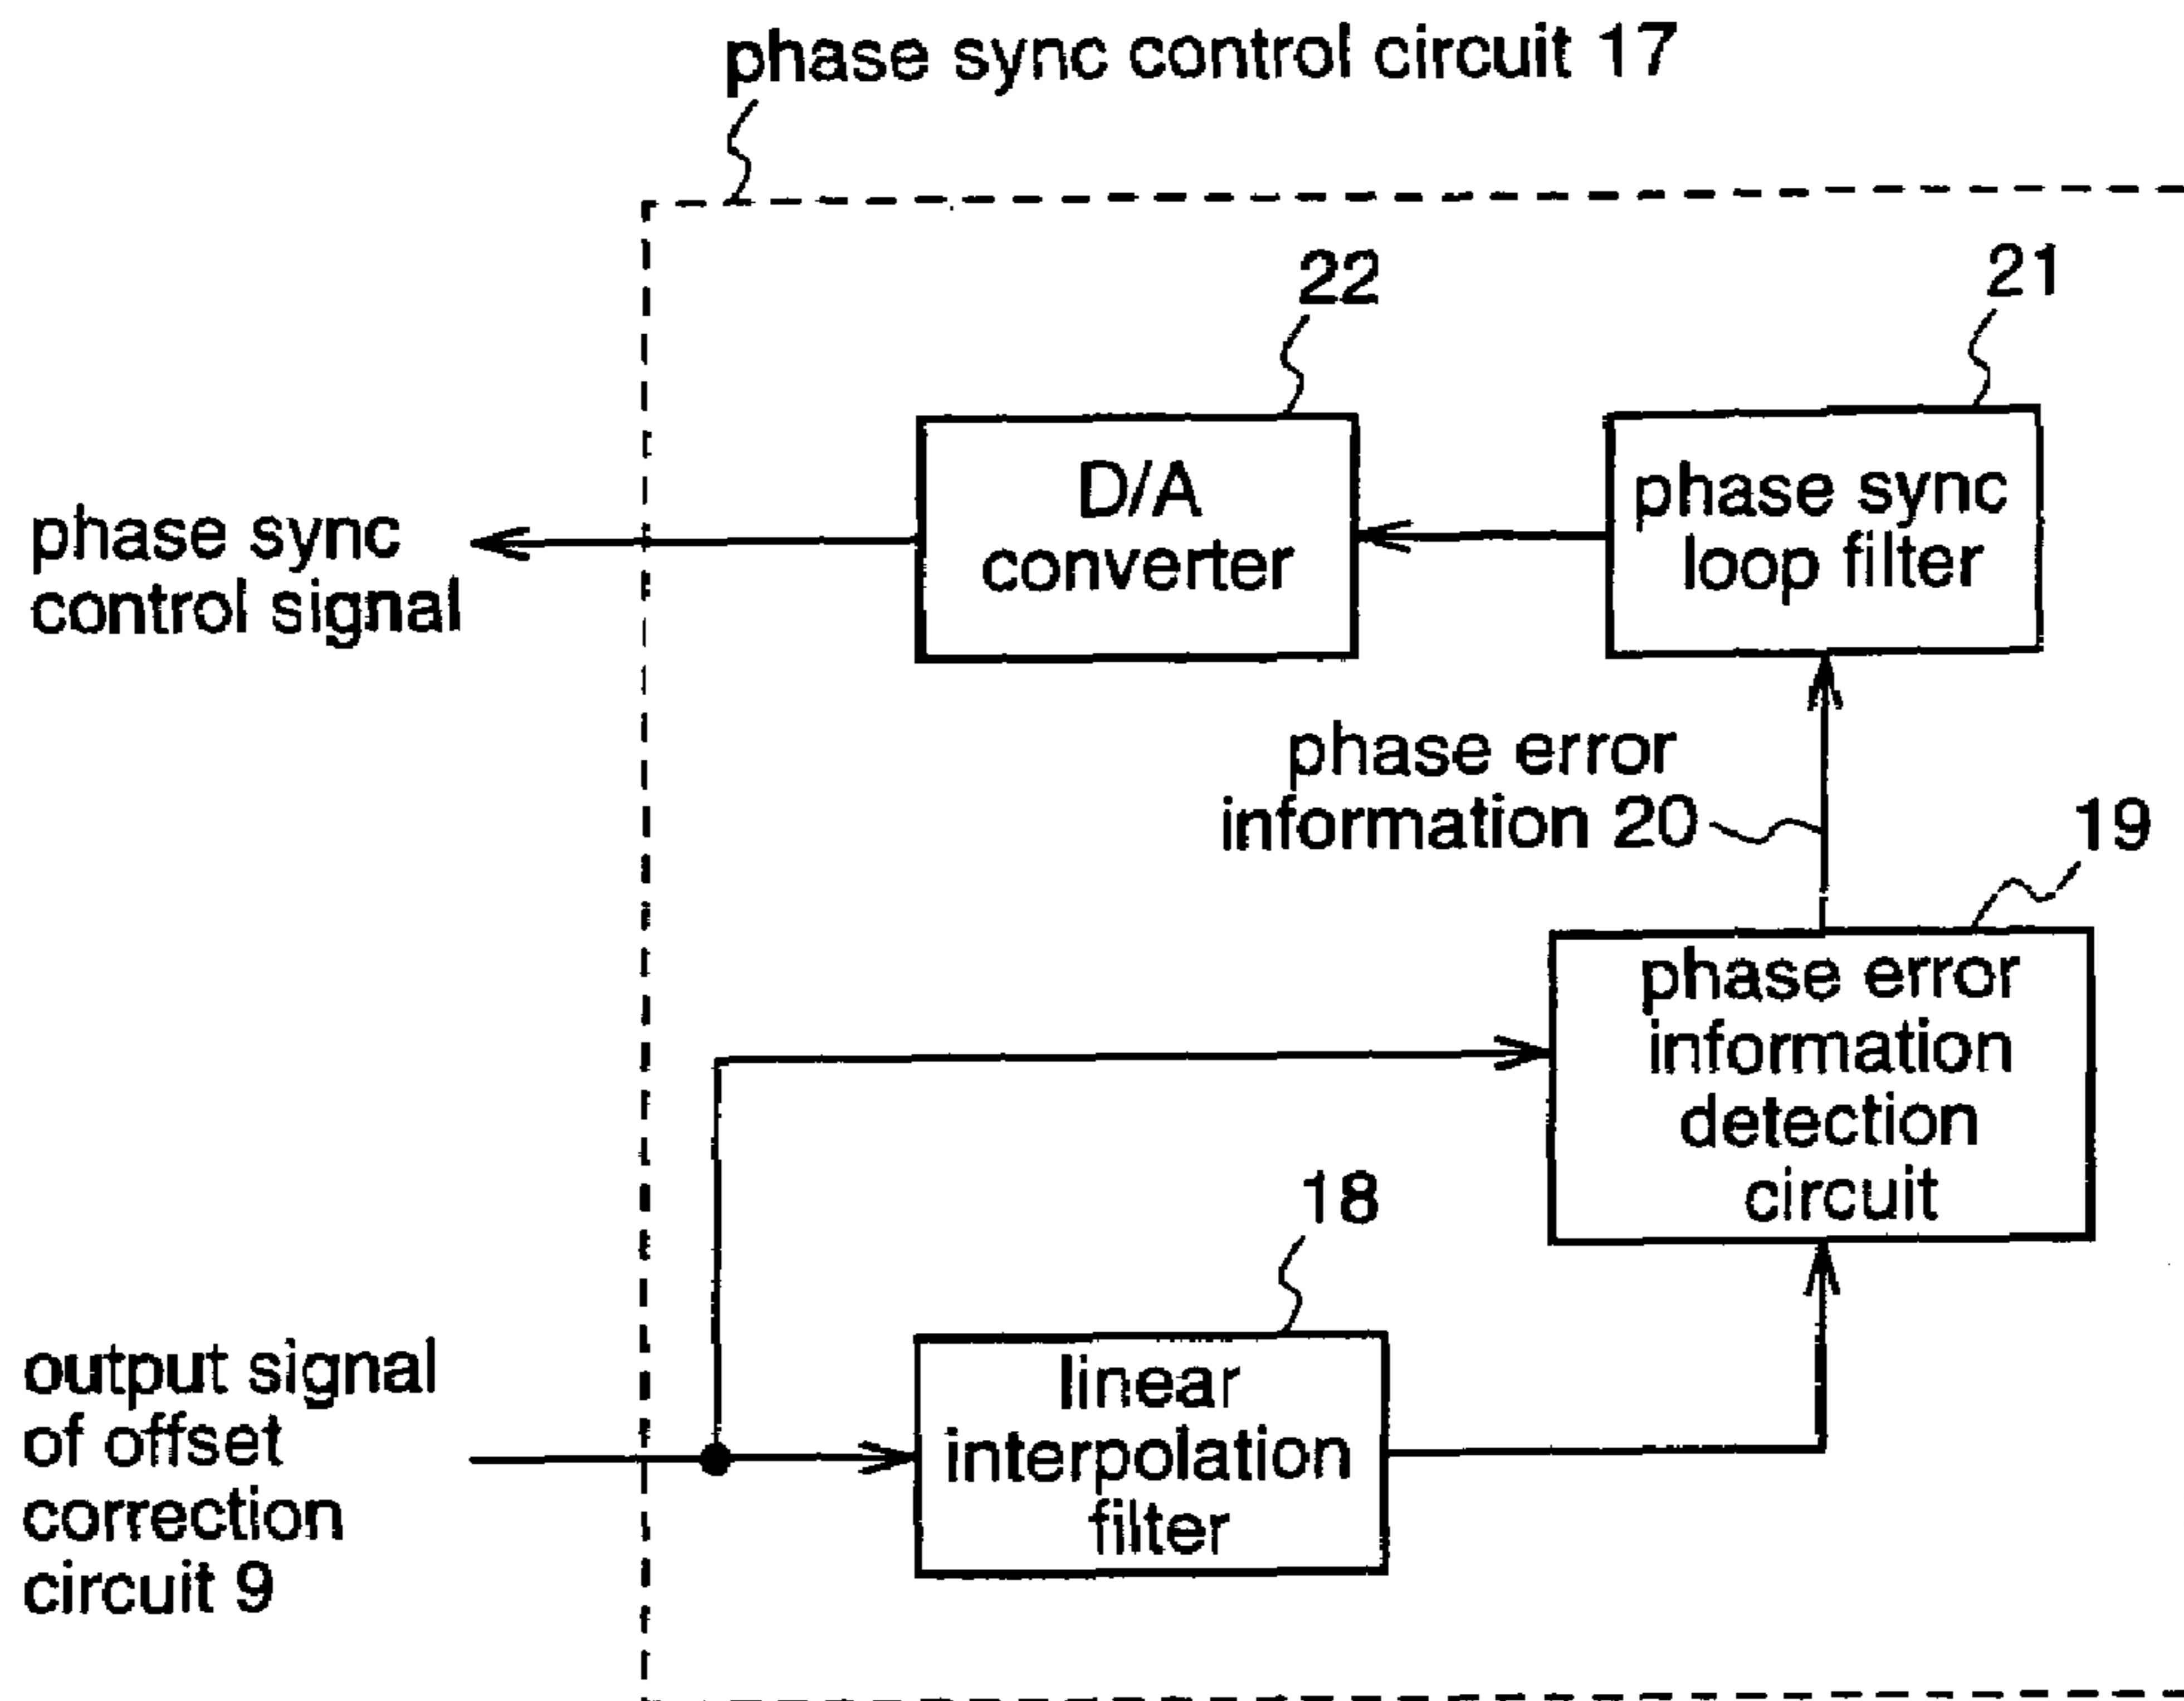 phase sync control circuit 17
22
21
D/A
converter
phase sync
loop filter
phase sync
control signal
phase error
information 20
19
phase error
information
detection
circuit
18
linear
interpolation
filter
output signal
of offset
correction
circuit 9